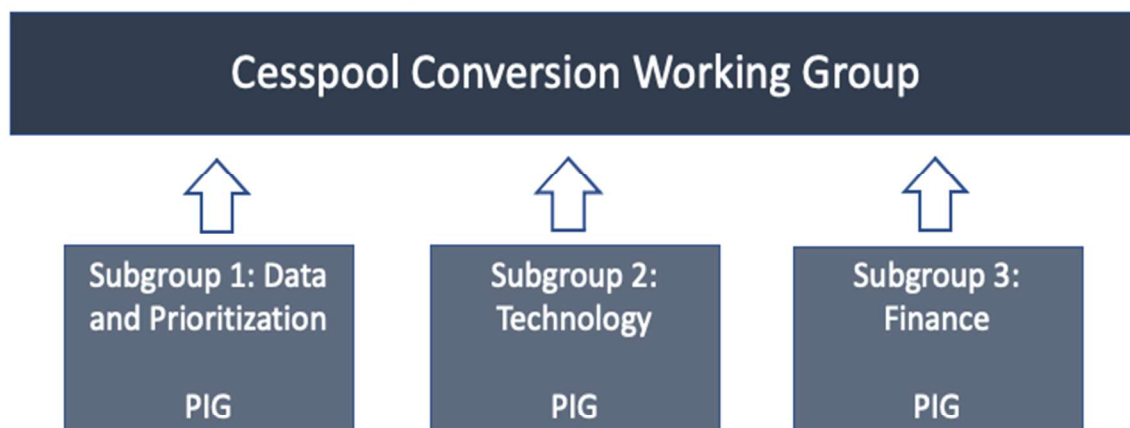 Cesspool Conversion Working Group
Subgroup 1: Data
and Prioritization
PIG
Subgroup 2:
Technology
PIG
Subgroup 3:
Finance
PIG